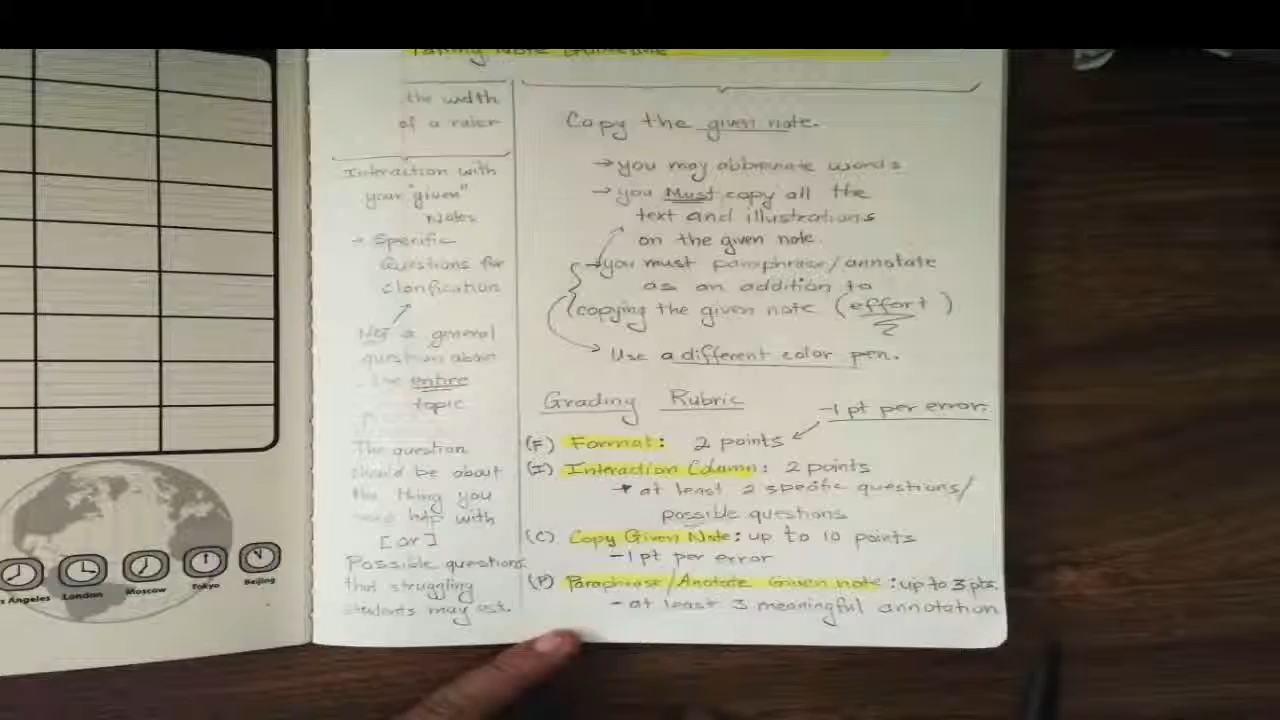 Taking Note Guideline
the width
of a ruler
Interaction with
your "given"
Notes
→ Specific
Questions for
clarification
NOT a general
question about
the entire
topic
The question
should be about
the thing you
need help with
[or]
Possible questions
that struggling
students may ask.
Copy the given note.
→ you may abbreviate words
→ you Must copy all the
text and illustrations
on the given note.
→ you must paraphrase/annotate
as an addition to
copying the given note (effort)
Use a different color pen.
Grading Rubric
-1 pt per error.
(F) Format: 2 points
(I) Interaction Column: 2 points
→ at least 2 specific questions/
possible questions
(C) Copy Given Note: up to 10 points
-1 pt per error
(P) Paraphrase/Anotate Given note: up to 3 pts.
- at least 3 meaningful annotation
s Angeles
London
Moscow
Tokyo
Beijing